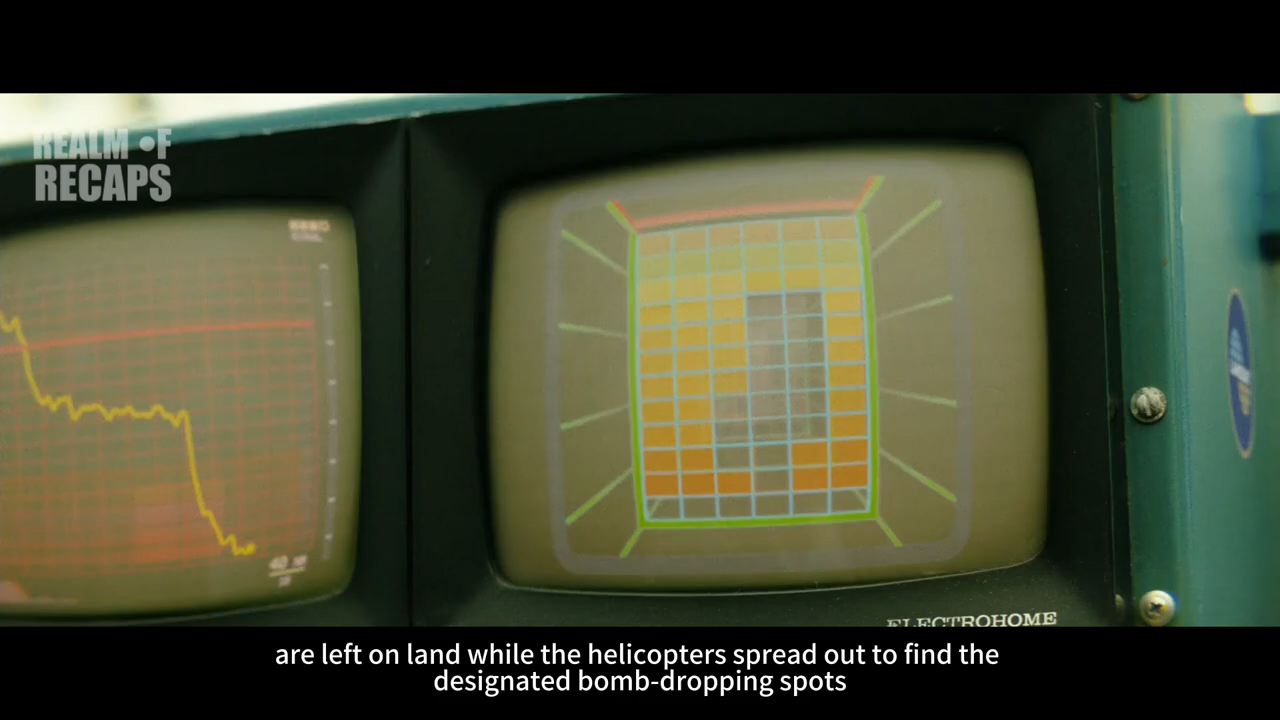 REALM OF
RECAPS
ELECTROHOME
are left on land while the helicopters spread out to find the
designated bomb-dropping spots